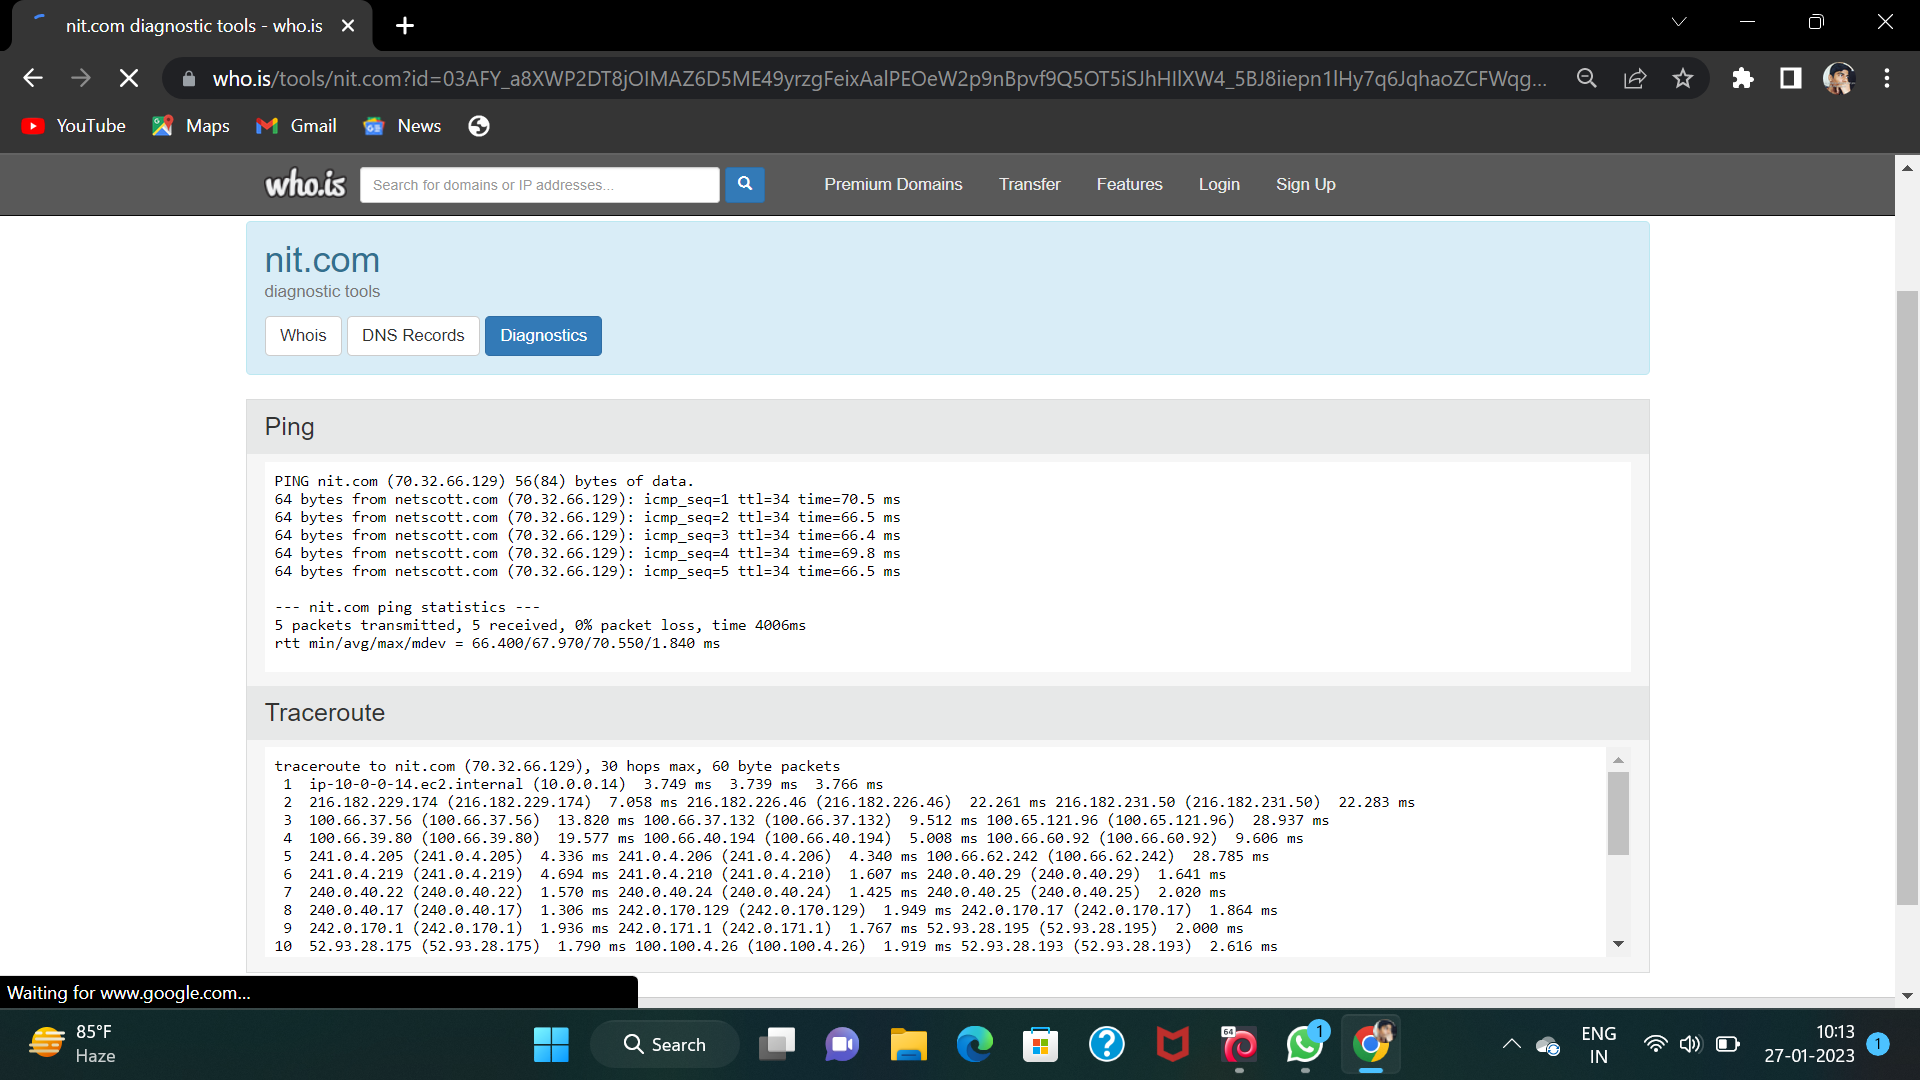 nit.com diagnostic tools - who.is
who.is/tools/nit.com?id=03AFY_a8XWP2DT8jOIMAZ6D5ME49yrzgFeixAalPEOeW2p9nBpvf9Q5OT5iSJhHIlXW4_5BJ8iiepn1lHy7q6JqhaoZCFWqg...
YouTube Maps Gmail News
who.is Search for domains or IP addresses... Premium Domains Transfer Features Login Sign Up
nit.com
diagnostic tools
Whois DNS Records Diagnostics
Ping
PING nit.com (70.32.66.129) 56(84) bytes of data.
64 bytes from netscott.com (70.32.66.129): icmp_seq=1 ttl=34 time=70.5 ms
64 bytes from netscott.com (70.32.66.129): icmp_seq=2 ttl=34 time=66.5 ms
64 bytes from netscott.com (70.32.66.129): icmp_seq=3 ttl=34 time=66.4 ms
64 bytes from netscott.com (70.32.66.129): icmp_seq=4 ttl=34 time=69.8 ms
64 bytes from netscott.com (70.32.66.129): icmp_seq=5 ttl=34 time=66.5 ms
--- nit.com ping statistics ---
5 packets transmitted, 5 received, 0% packet loss, time 4006ms
rtt min/avg/max/mdev = 66.400/67.970/70.550/1.840 ms
Traceroute
traceroute to nit.com (70.32.66.129), 30 hops max, 60 byte packets
1 ip-10-0-0-14.ec2.internal (10.0.0.14) 3.749 ms 3.739 ms 3.766 ms
2 216.182.229.174 (216.182.229.174) 7.058 ms 216.182.226.46 (216.182.226.46) 22.261 ms 216.182.231.50 (216.182.231.50) 22.283 ms
3 100.66.37.56 (100.66.37.56) 13.820 ms 100.66.37.132 (100.66.37.132) 9.512 ms 100.65.121.96 (100.65.121.96) 28.937 ms
4 100.66.39.80 (100.66.39.80) 19.577 ms 100.66.40.194 (100.66.40.194) 5.008 ms 100.66.60.92 (100.66.60.92) 9.606 ms
5 241.0.4.205 (241.0.4.205) 4.336 ms 241.0.4.206 (241.0.4.206) 4.340 ms 100.66.62.242 (100.66.62.242) 28.785 ms
6 241.0.4.219 (241.0.4.219) 4.694 ms 241.0.4.210 (241.0.4.210) 1.607 ms 240.0.40.29 (240.0.40.29) 1.641 ms
7 240.0.40.22 (240.0.40.22) 1.570 ms 240.0.40.24 (240.0.40.24) 1.425 ms 240.0.40.25 (240.0.40.25) 2.020 ms
8 240.0.40.17 (240.0.40.17) 1.306 ms 242.0.170.129 (242.0.170.129) 1.949 ms 242.0.170.17 (242.0.170.17) 1.864 ms
9 242.0.170.1 (242.0.170.1) 1.936 ms 242.0.171.1 (242.0.171.1) 1.767 ms 52.93.28.195 (52.93.28.195) 2.000 ms
10 52.93.28.175 (52.93.28.175) 1.790 ms 100.100.4.26 (100.100.4.26) 1.919 ms 52.93.28.193 (52.93.28.193) 2.616 ms
Waiting for www.google.com...
85°F
Haze
Search
64
1
ENG
IN
10:13
27-01-2023
1